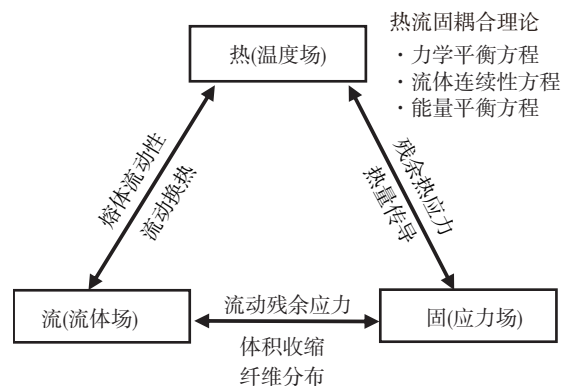 热流固耦合理论
· 力学平衡方程
· 流体连续性方程
· 能量平衡方程
热(温度场)
熔体流动性
流动换热
残余热应力
热量传导
流(流体场)
流动残余应力
体积收缩
纤维分布
固(应力场)